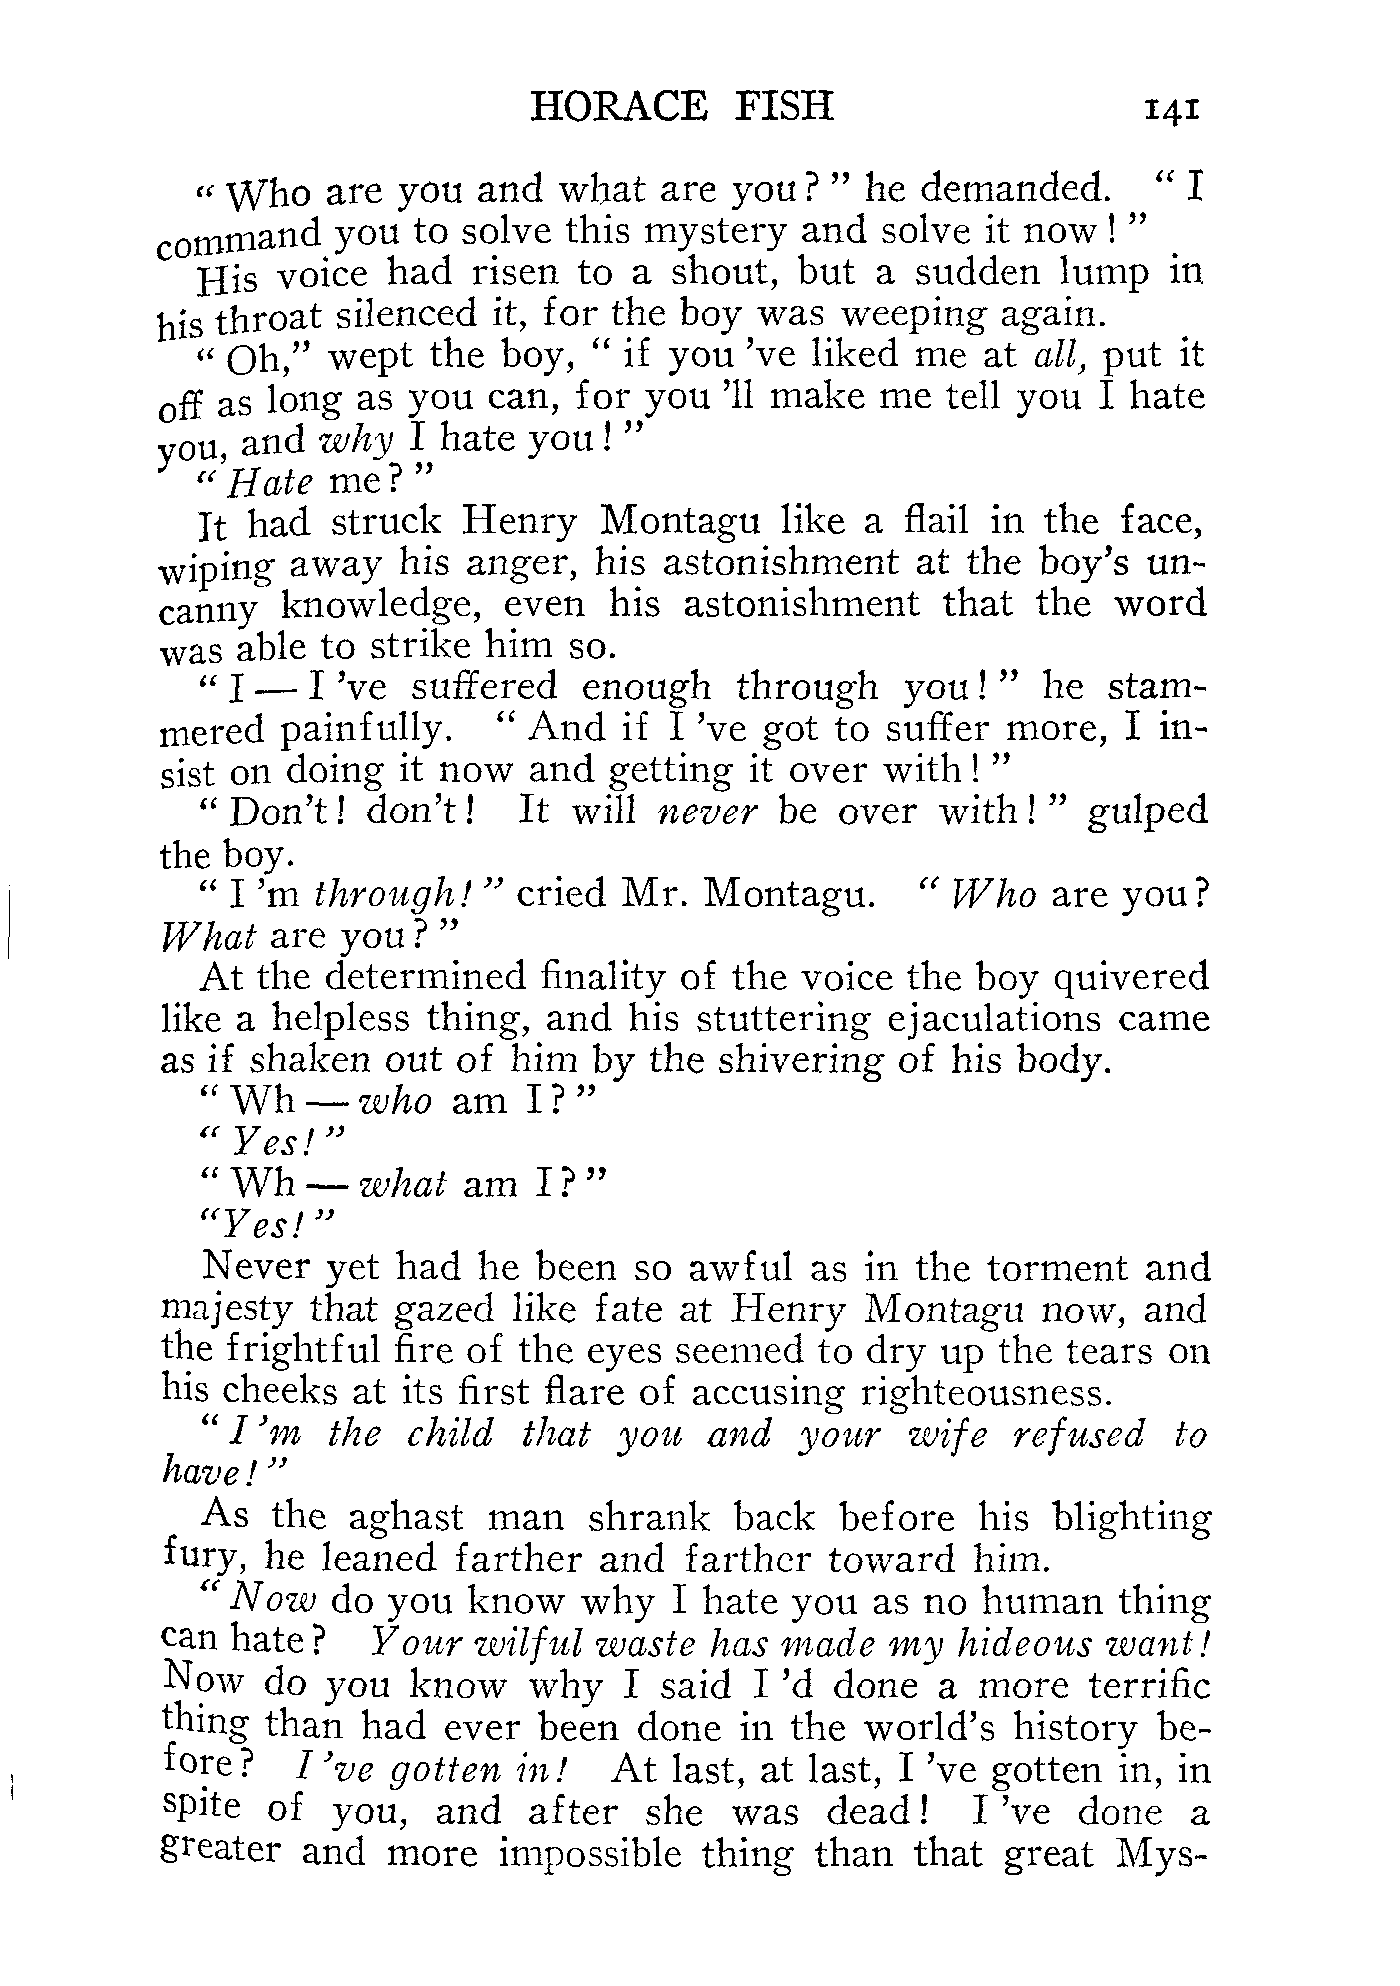 HORACE FISH 141
" Who are you and what are you? " he demanded. " I
command you to solve this mystery and solve it now! "
His voice had risen to a shout, but a sudden lump in
his throat silenced it, for the boy was weeping again.
" Oh," wept the boy, " if you 've liked me at all, put it
off as long as you can, for you 'll make me tell you I hate
you, and why I hate you! "
" Hate me? "
It had struck Henry Montagu like a flail in the face,
wiping away his anger, his astonishment at the boy's un-
canny knowledge, even his astonishment that the word
was able to strike him so.
" I — I 've suffered enough through you! " he stam-
mered painfully. " And if I 've got to suffer more, I in-
sist on doing it now and getting it over with! "
" Don't! don't! It will never be over with! " gulped
the boy.
" I 'm through! " cried Mr. Montagu. " Who are you?
What are you? "
At the determined finality of the voice the boy quivered
like a helpless thing, and his stuttering ejaculations came
as if shaken out of him by the shivering of his body.
" Wh — who am I? "
" Yes! "
" Wh — what am I? "
"Yes! "
Never yet had he been so awful as in the torment and
majesty that gazed like fate at Henry Montagu now, and
the frightful fire of the eyes seemed to dry up the tears on
his cheeks at its first flare of accusing righteousness.
" I 'm the child that you and your wife refused to
have! "
As the aghast man shrank back before his blighting
fury, he leaned farther and farther toward him.
" Now do you know why I hate you as no human thing
can hate? Your wilful waste has made my hideous want!
Now do you know why I said I 'd done a more terrific
thing than had ever been done in the world's history be-
fore? I 've gotten in! At last, at last, I 've gotten in, in
spite of you, and after she was dead! I 've done a
greater and more impossible thing than that great Mys-